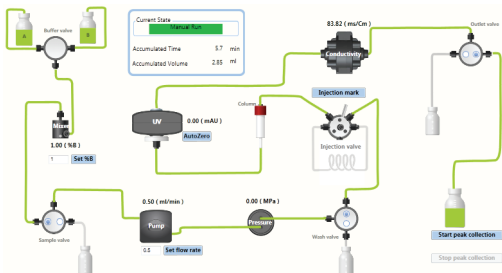 Current State
Manual Run
Accumulated Time 5.7 min
Accumulated Volume 2.85 ml
83.82 ( ms/Cm )
Outlet valve
Buffer valve
A
B
Conductivity
Injection mark
Column
UV
0.00 ( mAU )
AutoZero
Mixer
Injection valve
1.00 ( %B )
1
Set %B
0.50 ( ml/min )
0.00 ( MPa )
Pump
Pressure
Start peak collection
Sample valve
Wash valve
0.5
Set flow rate
Stop peak collection